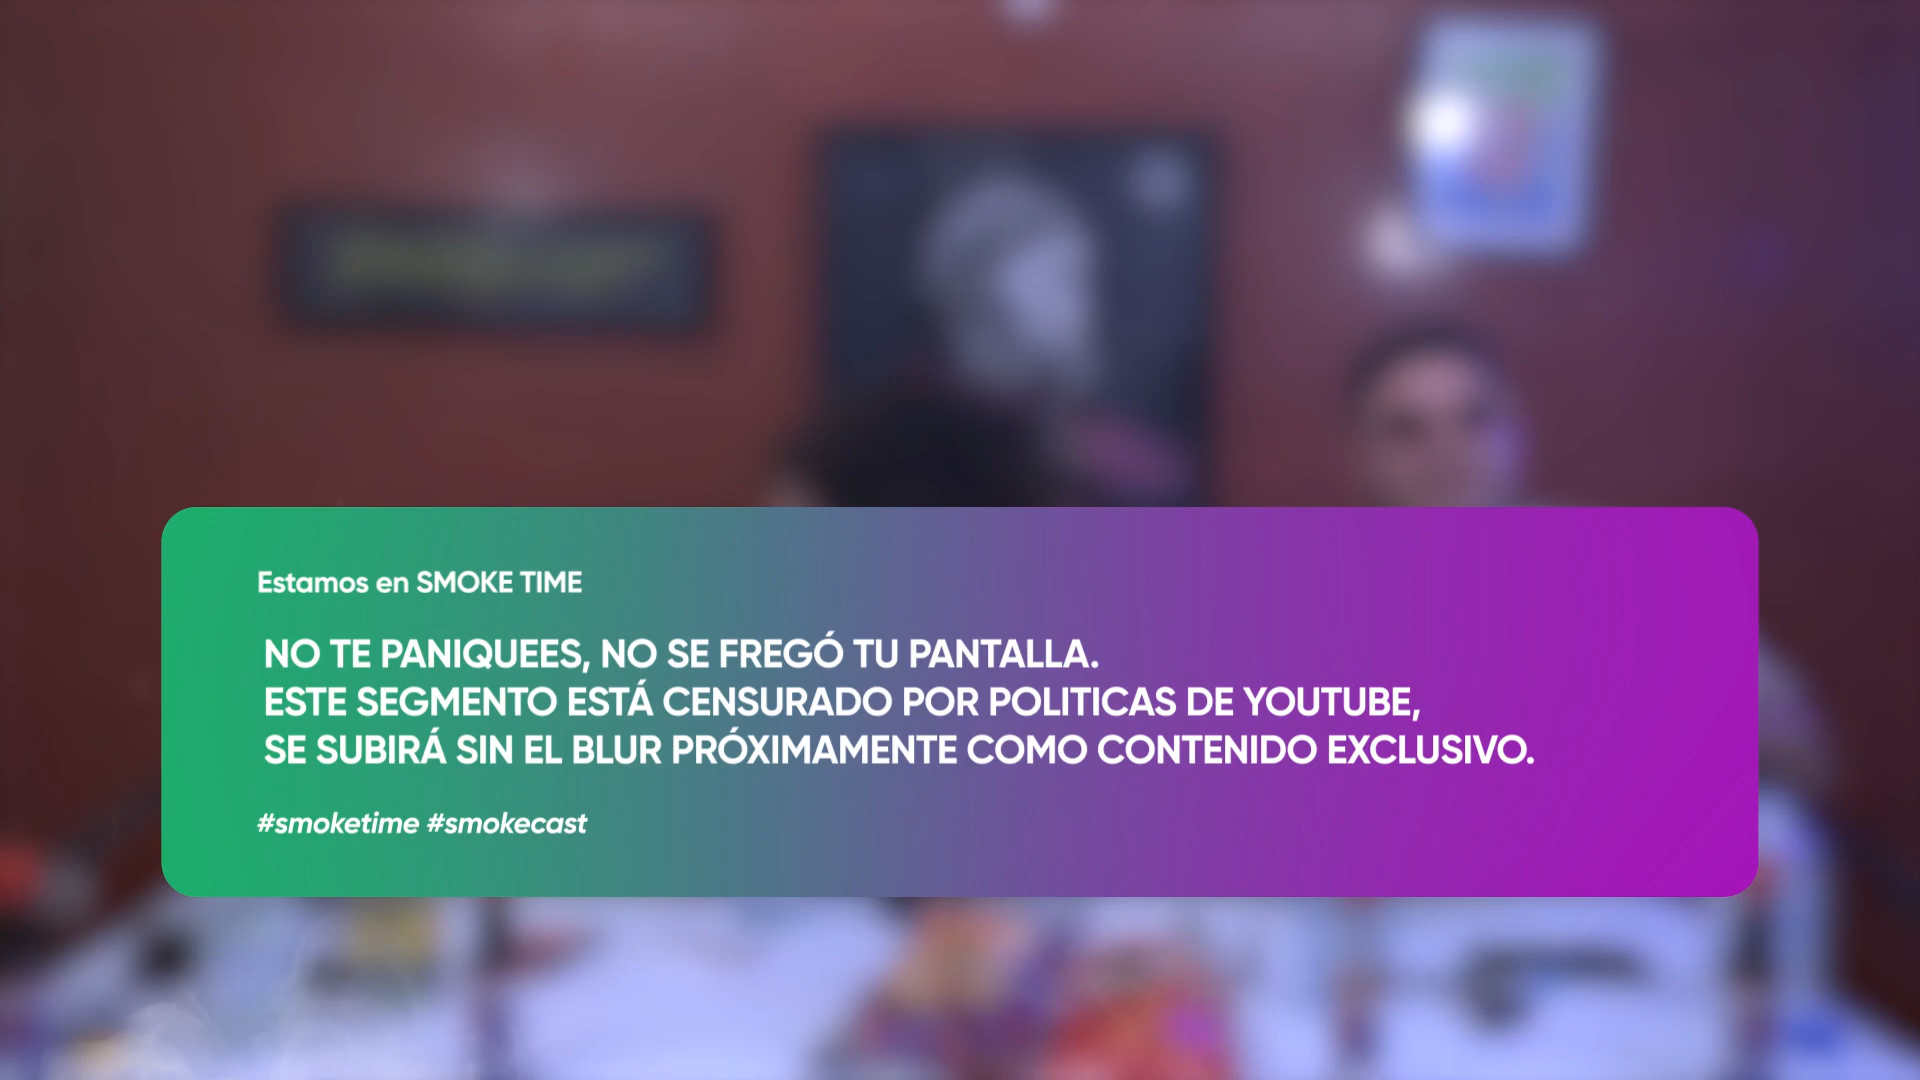 Estamos en SMOKE TIME
NO TE PANIQUEES, NO SE FREGÓ TU PANTALLA.
ESTE SEGMENTO ESTÁ CENSURADO POR POLITICAS DE YOUTUBE,
SE SUBIRÁ SIN EL BLUR PRÓXIMAMENTE COMO CONTENIDO EXCLUSIVO.
#smoketime #smokecast